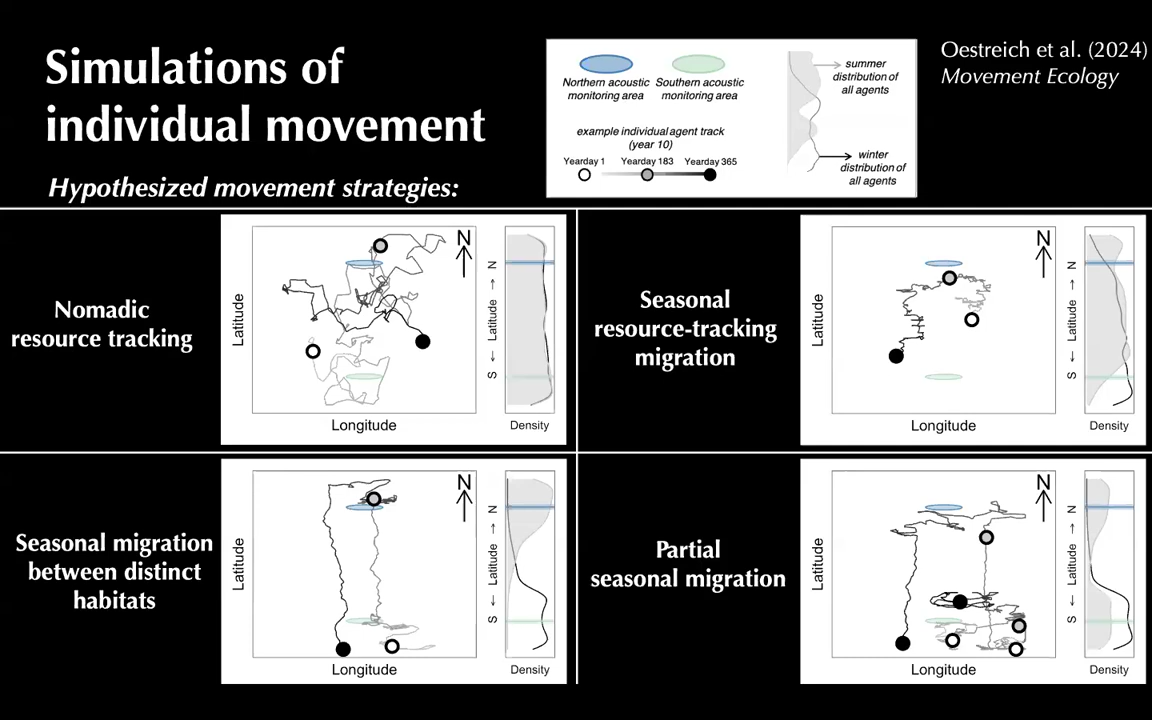 Simulations of
individual movement
Hypothesized movement strategies:
Northern acoustic
monitoring area
Southern acoustic
monitoring area
example individual agent track
(year 10)
Yearday 1
Yearday 183
Yearday 365
summer
distribution of
all agents
winter
distribution of
all agents
Oestreich et al. (2024)
Movement Ecology
Nomadic
resource tracking
Latitude
Longitude
N
S ← Latitude → N
Density
Seasonal
resource-tracking
migration
Latitude
Longitude
N
S ← Latitude → N
Density
Seasonal migration
between distinct
habitats
Latitude
Longitude
N
S ← Latitude → N
Density
Partial
seasonal migration
Latitude
Longitude
N
S ← Latitude → N
Density